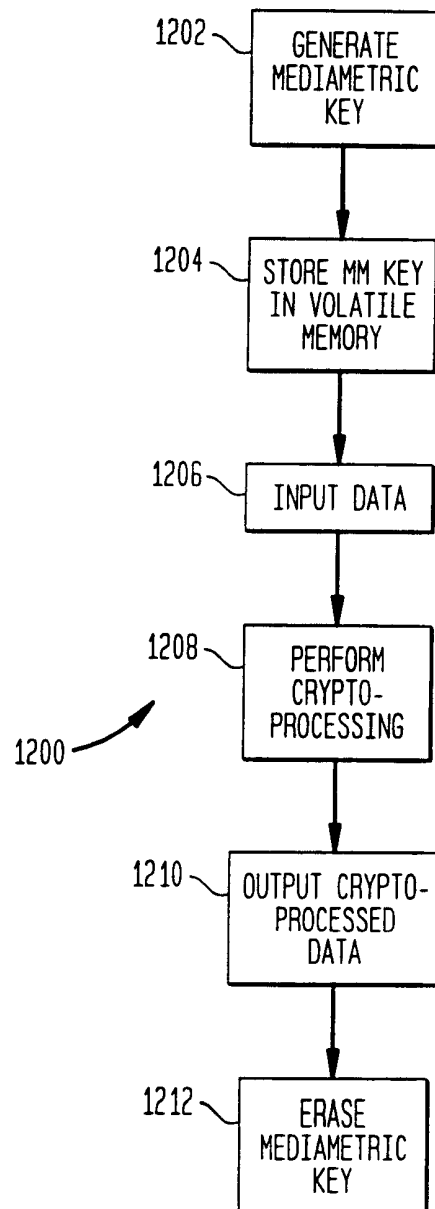 1202
GENERATE
MEDIAMETRIC
KEY
1204
STORE MM KEY
IN VOLATILE
MEMORY
1206
INPUT DATA
1208
PERFORM
CRYPTO-
PROCESSING
1200
1210
OUTPUT CRYPTO-
PROCESSED
DATA
1212
ERASE
MEDIAMETRIC
KEY